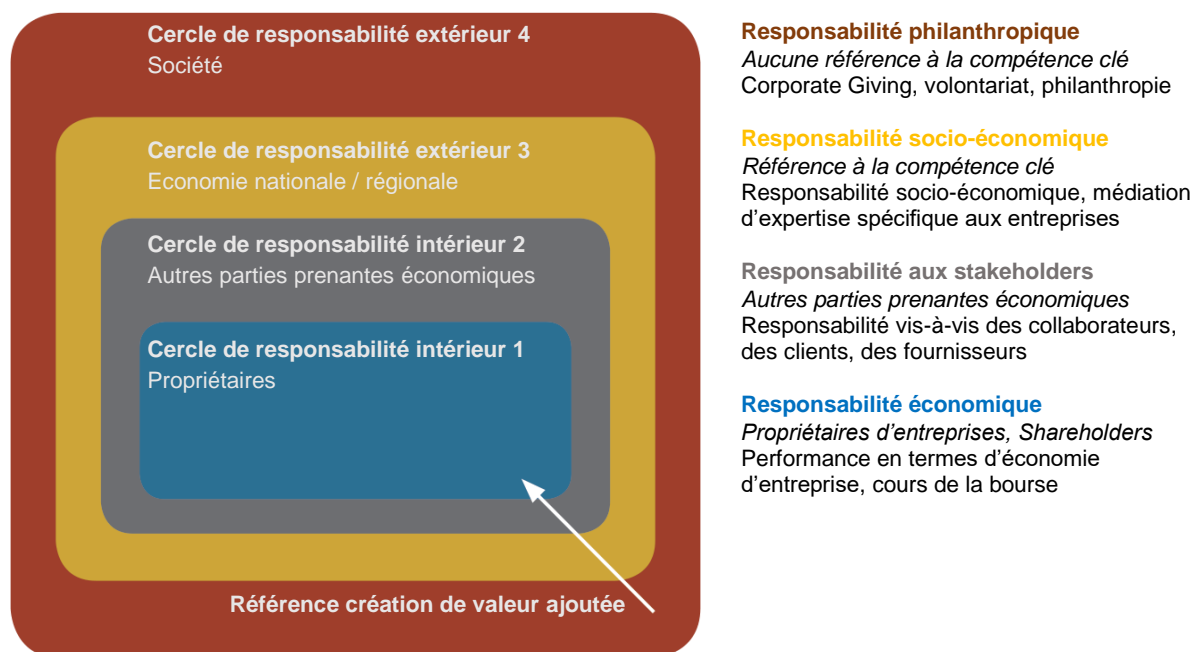 Cercle de responsabilité extérieur 4
Société
Cercle de responsabilité extérieur 3
Economie nationale / régionale
Cercle de responsabilité intérieur 2
Autres parties prenantes économiques
Cercle de responsabilité intérieur 1
Propriétaires
Référence création de valeur ajoutée
Responsabilité philanthropique
Aucune référence à la compétence clé
Corporate Giving, volontariat, philanthropie
Responsabilité socio-économique
Référence à la compétence clé
Responsabilité socio-économique, médiation
d’expertise spécifique aux entreprises
Responsabilité aux stakeholders
Autres parties prenantes économiques
Responsabilité vis-à-vis des collaborateurs,
des clients, des fournisseurs
Responsabilité économique
Propriétaires d’entreprises, Shareholders
Performance en termes d’économie
d’entreprise, cours de la bourse